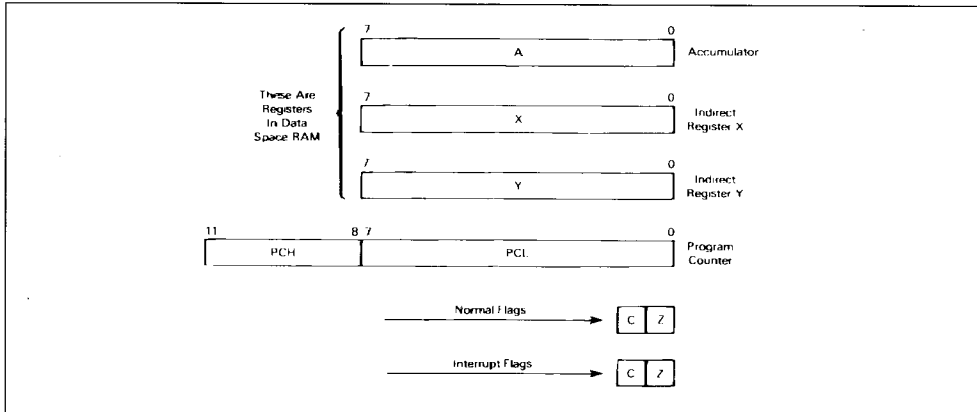 7 0
A
Accumulator
These Are
Registers
In Data
Space RAM
7 0
X
Indirect
Register X
7 0
Y
Indirect
Register Y
11 8 7 0
PCH PCL
Program
Counter
Normal Flags
C Z
Interrupt Flags
C Z